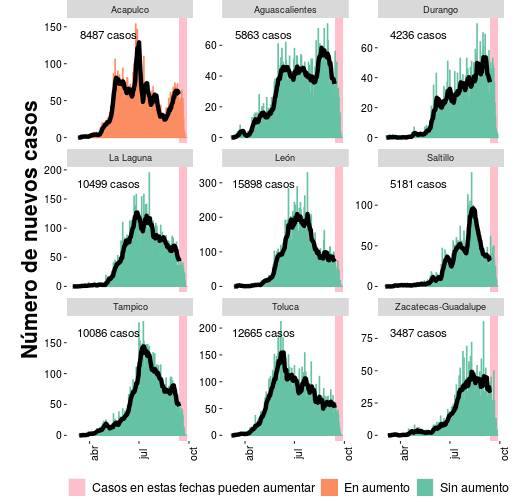 Número de nuevos casos
Acapulco Aguascalientes Durango
8487 casos 5863 casos 4236 casos
150 100 50 0
60 40 20 0
60 40 20 0
La Laguna León Saltillo
10499 casos 15898 casos 5181 casos
200 150 100 50 0
300 200 100 0
100 50 0
Tampico Toluca Zacatecas-Guadalupe
10086 casos 12665 casos 3487 casos
150 100 50 0
200 150 100 50 0
75 50 25 0
abr jul oct abr jul oct abr jul oct
Casos en estas fechas pueden aumentar En aumento Sin aumento